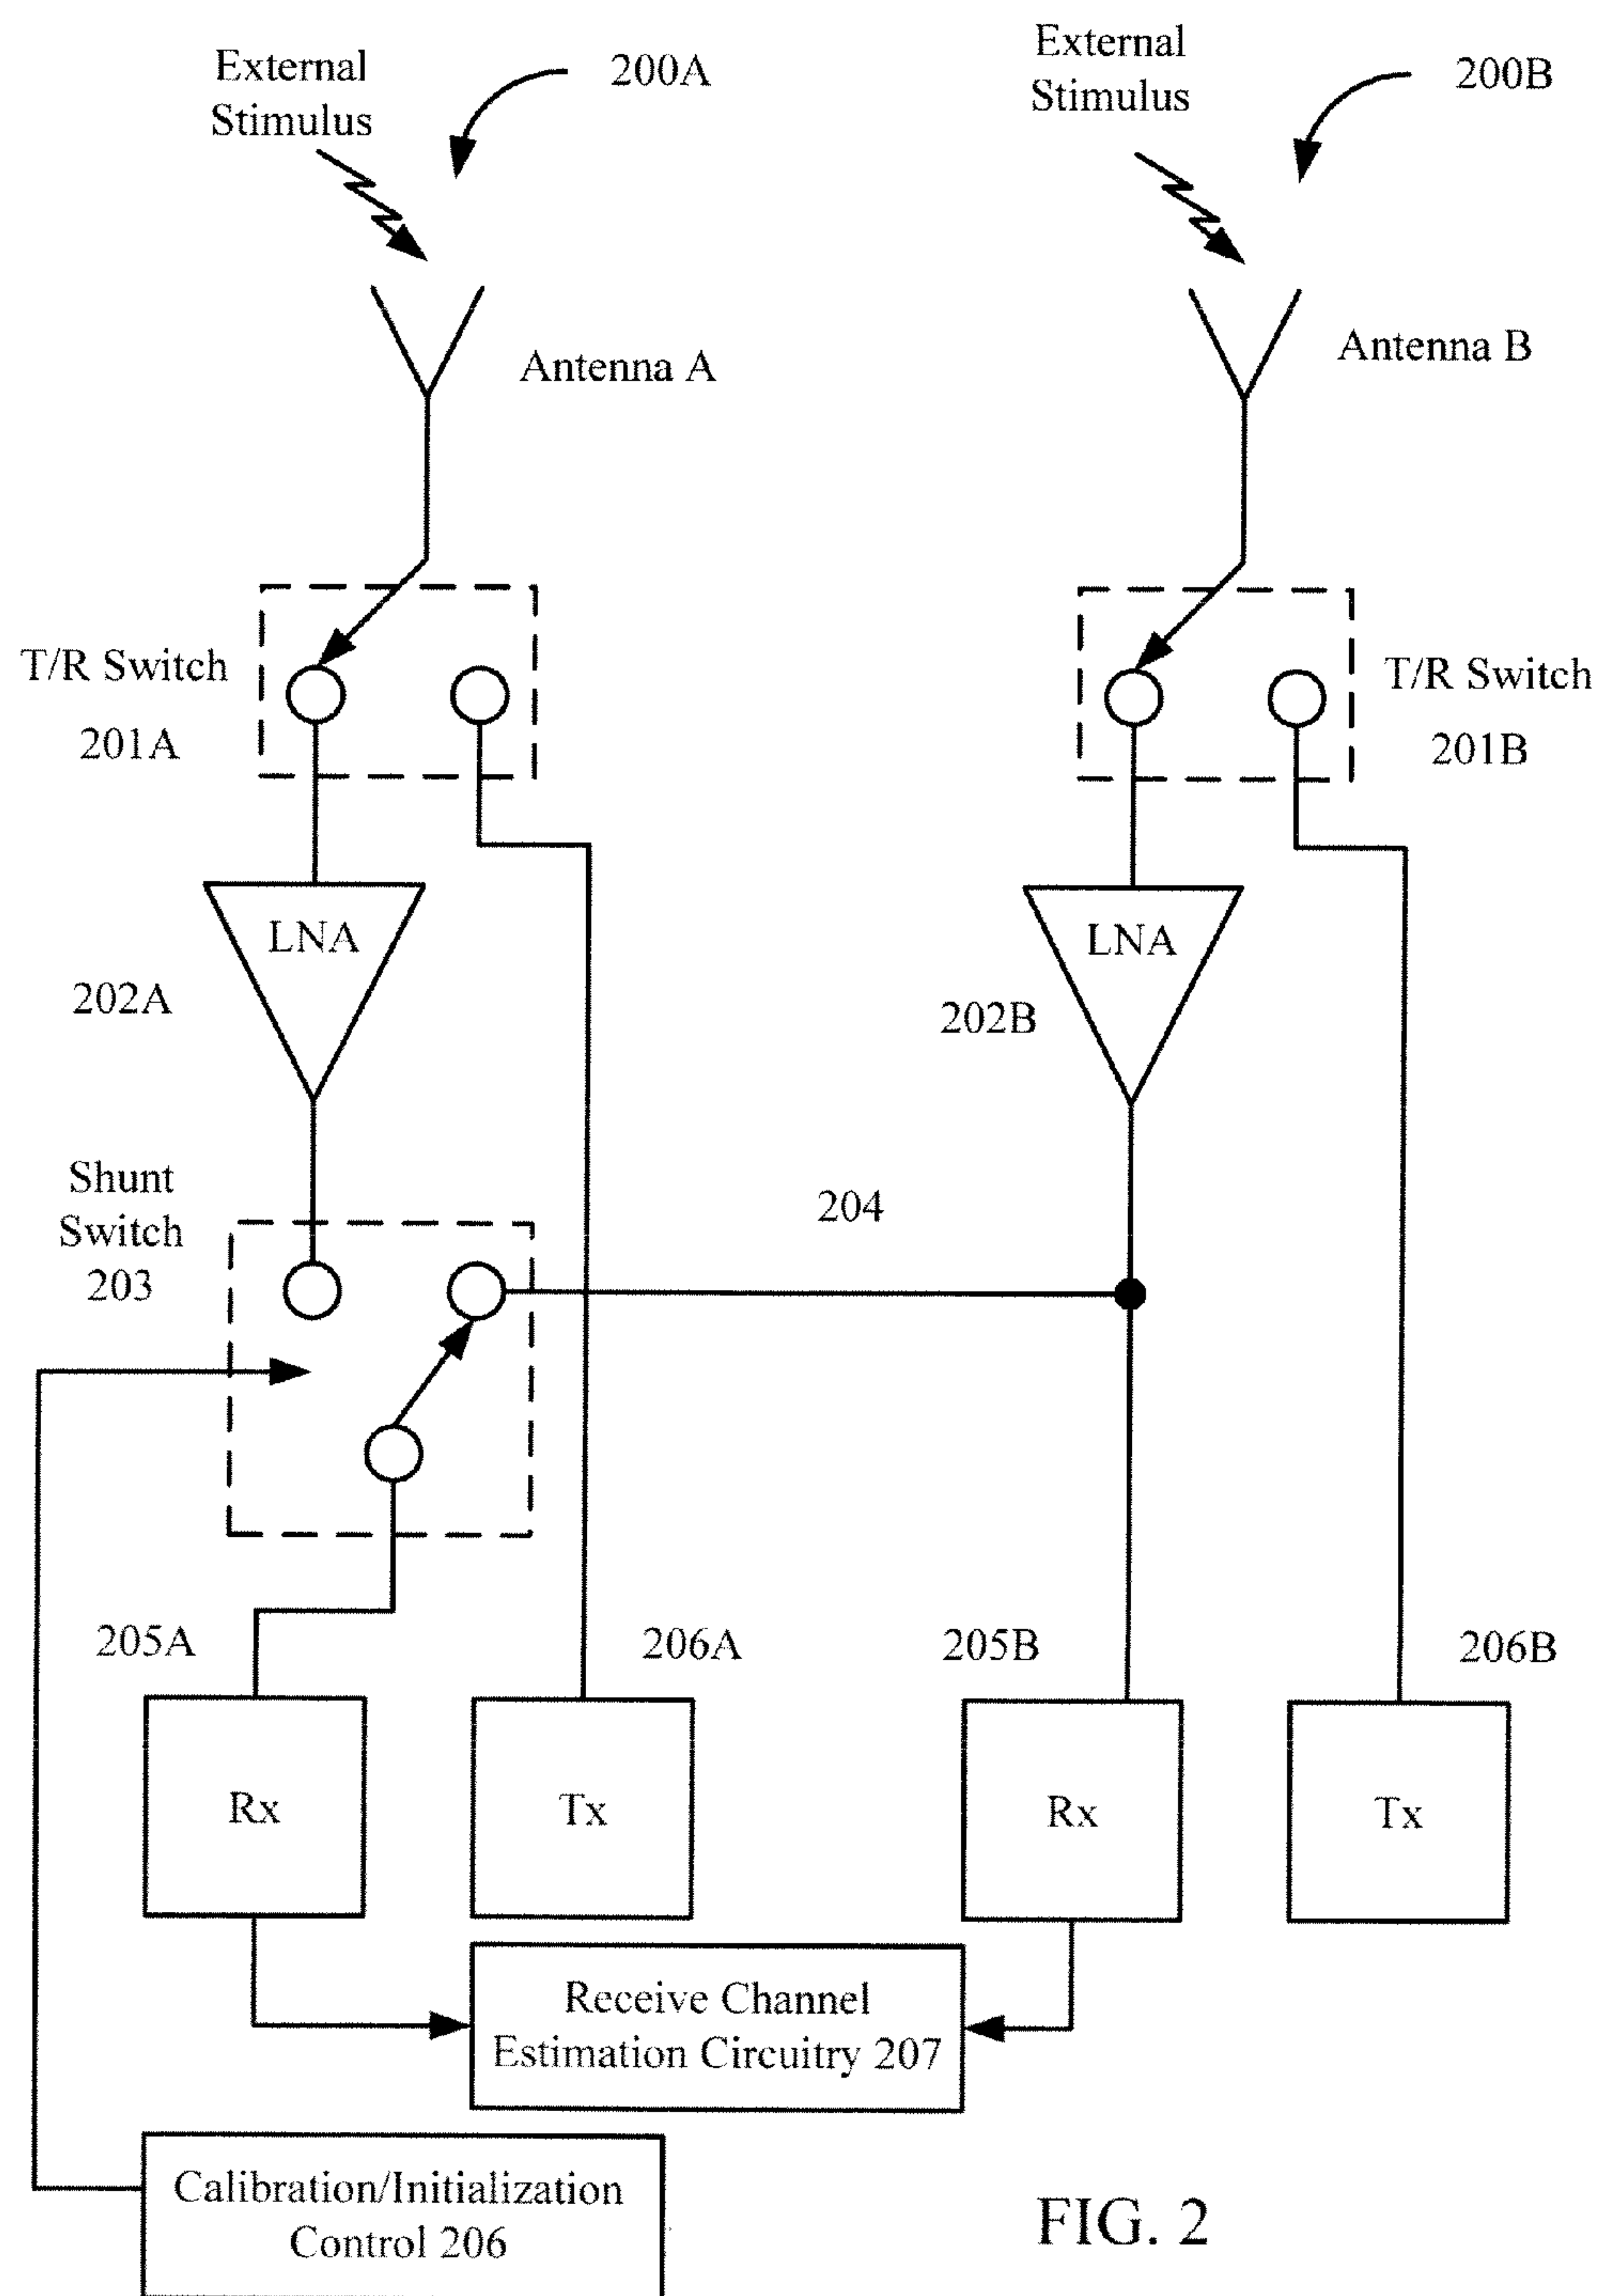 External
Stimulus
200A
External
Stimulus
200B
Antenna A
Antenna B
T/R Switch
201A
T/R Switch
201B
LNA
202A
LNA
202B
Shunt
Switch
203
204
205A
206A
205B
206B
Rx
Tx
Rx
Tx
Receive Channel
Estimation Circuitry 207
Calibration/Initialization
Control 206
FIG. 2